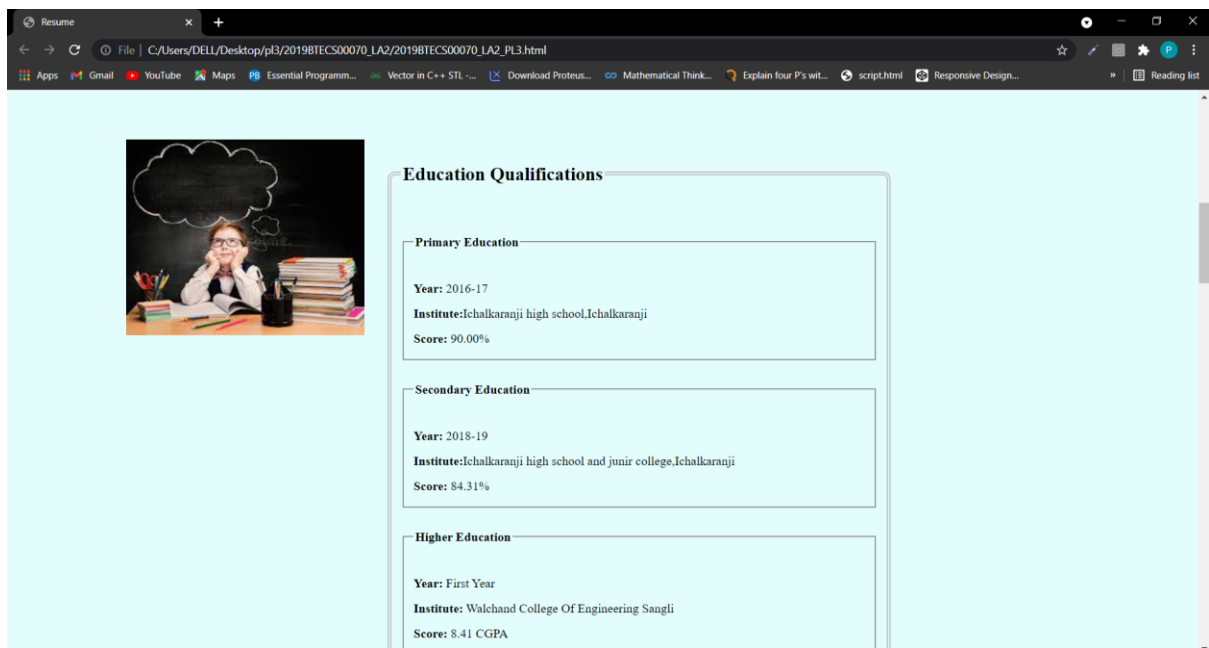 Resume
File | C:/Users/DELL/Desktop/pl3/2019BTECS00070_LA2/2019BTECS00070_LA2_PL3.html
P
Apps Gmail YouTube Maps PB Essential Programm... Vector in C++ STL -... Download Proteus... Mathematical Think... Explain four P's wit... script.html Responsive Design... » Reading list
Education Qualifications
Primary Education
Year: 2016-17
Institute:Ichalkaranji high school,Ichalkaranji
Score: 90.00%
Secondary Education
Year: 2018-19
Institute:Ichalkaranji high school and junir college,Ichalkaranji
Score: 84.31%
Higher Education
Year: First Year
Institute: Walchand College Of Engineering Sangli
Score: 8.41 CGPA